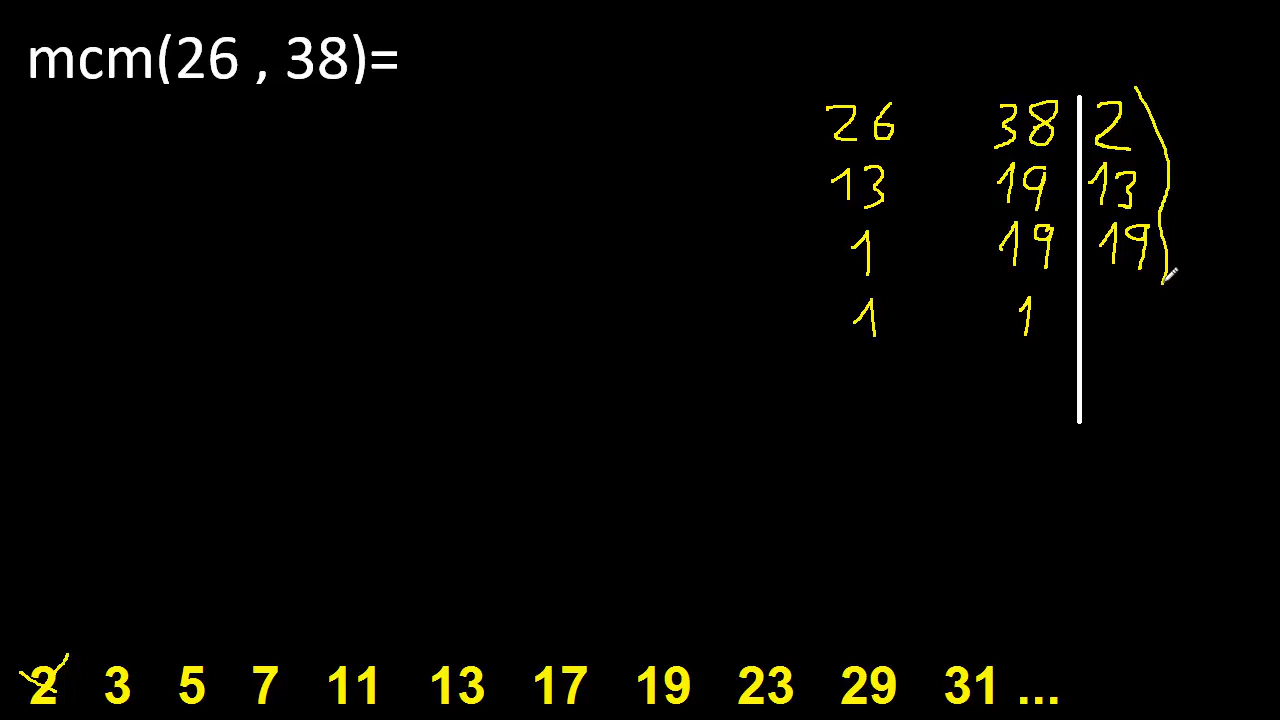 mcm(26 , 38)=
26 38 2
13 19 13
1 19 19
1 1
2 3 5 7 11 13 17 19 23 29 31 ...